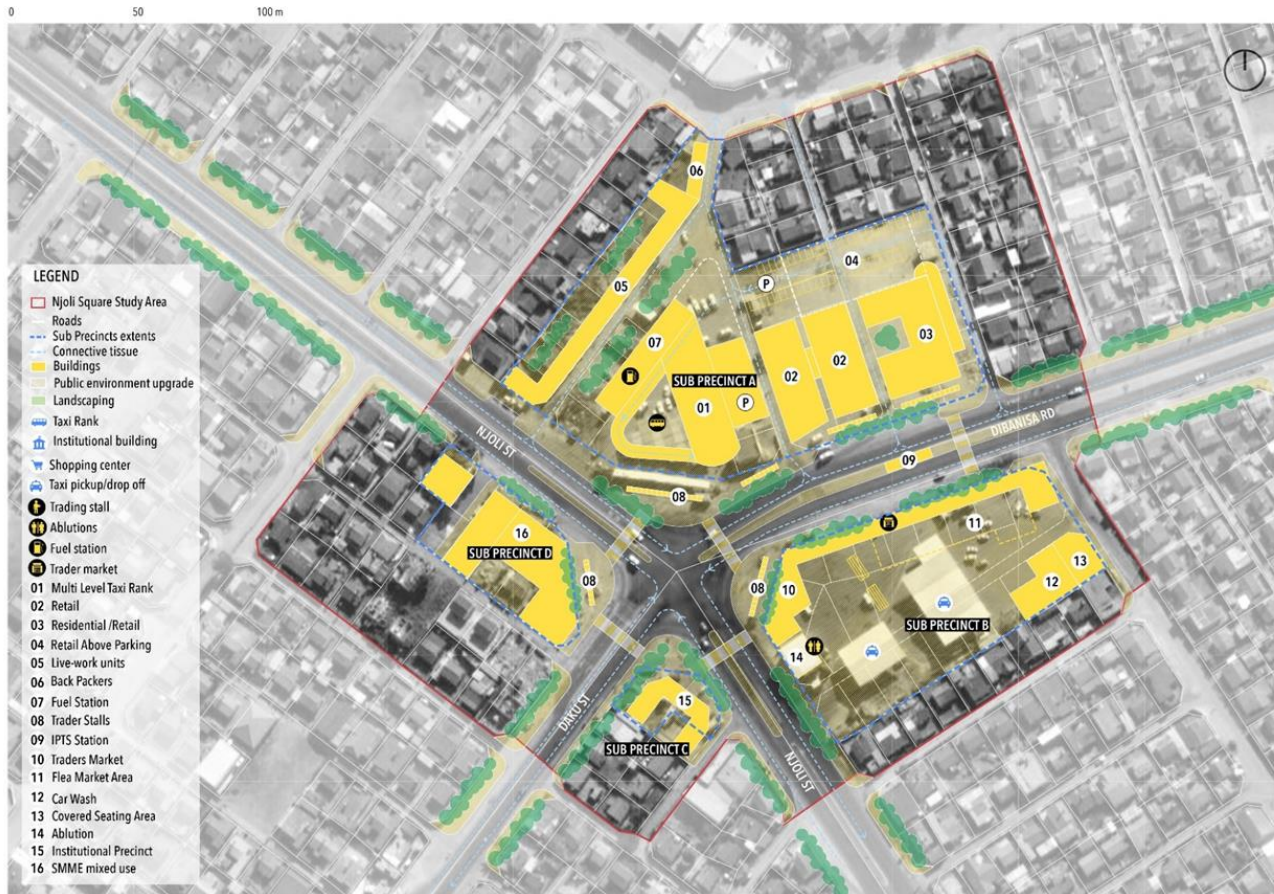 0 50 100 m
LEGEND
Njoli Square Study Area
Roads
Sub Precincts extents
Connective tissue
Buildings
Public environment upgrade
Landscaping
Taxi Rank
Institutional building
Shopping center
Taxi pickup/drop off
Trading stall
Ablutions
Fuel station
Trader market
01 Multi Level Taxi Rank
02 Retail
03 Residential /Retail
04 Retail Above Parking
05 Live-work units
06 Back Packers
07 Fuel Station
08 Trader Stalls
09 IPTS Station
10 Traders Market
11 Flea Market Area
12 Car Wash
13 Covered Seating Area
14 Ablution
15 Institutional Precinct
16 SMME mixed use
06
04
05
P
03
07
02
02
SUB PRECINCT A
01
P
NJOLI ST
DIBANISA RD
09
08
11
16
SUB PRECINCT D
08
08
10
13
12
SUB PRECINCT B
14
15
DAKU ST
SUB PRECINCT C
NJOLI ST